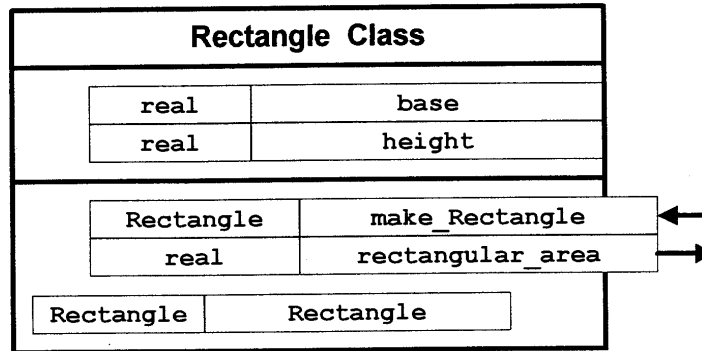 Rectangle Class
real base
real height
Rectangle make_Rectangle
real rectangular_area
Rectangle Rectangle